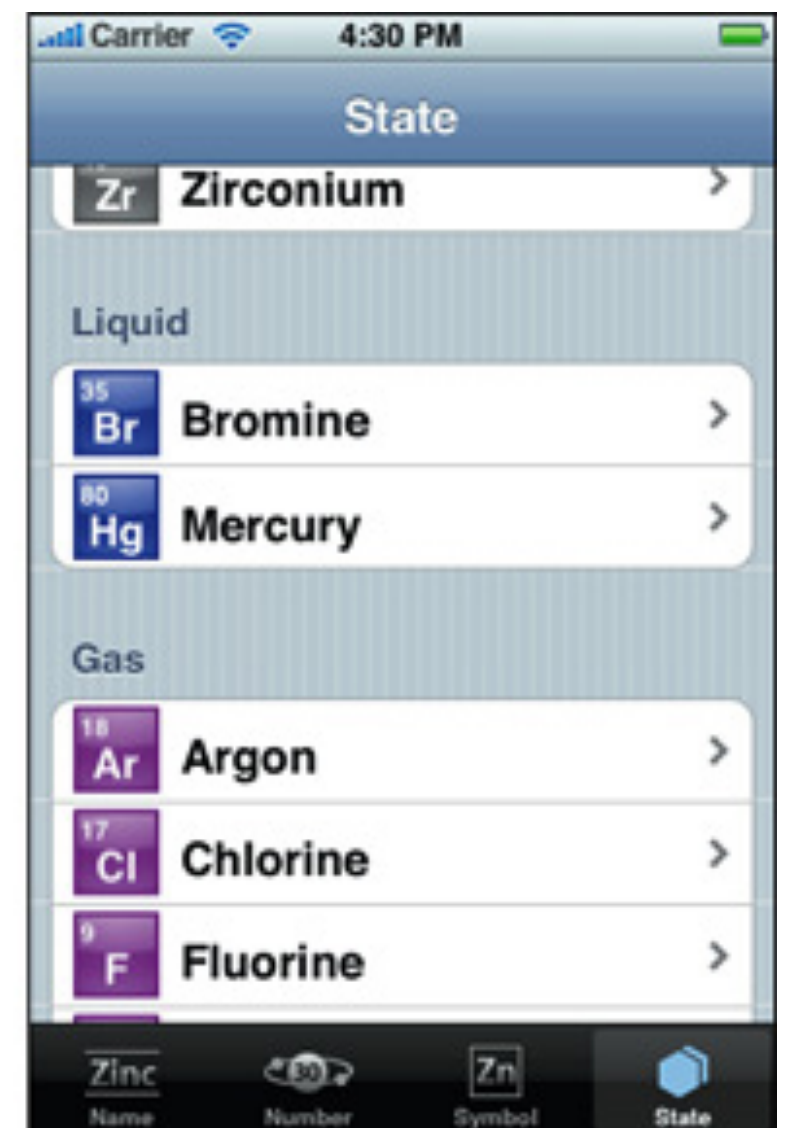 Carrier 4:30 PM
State
Zr Zirconium
Liquid
35
Br Bromine
80
Hg Mercury
Gas
18
Ar Argon
17
Cl Chlorine
9
F Fluorine
Zinc 30 Zn
Name Number Symbol State